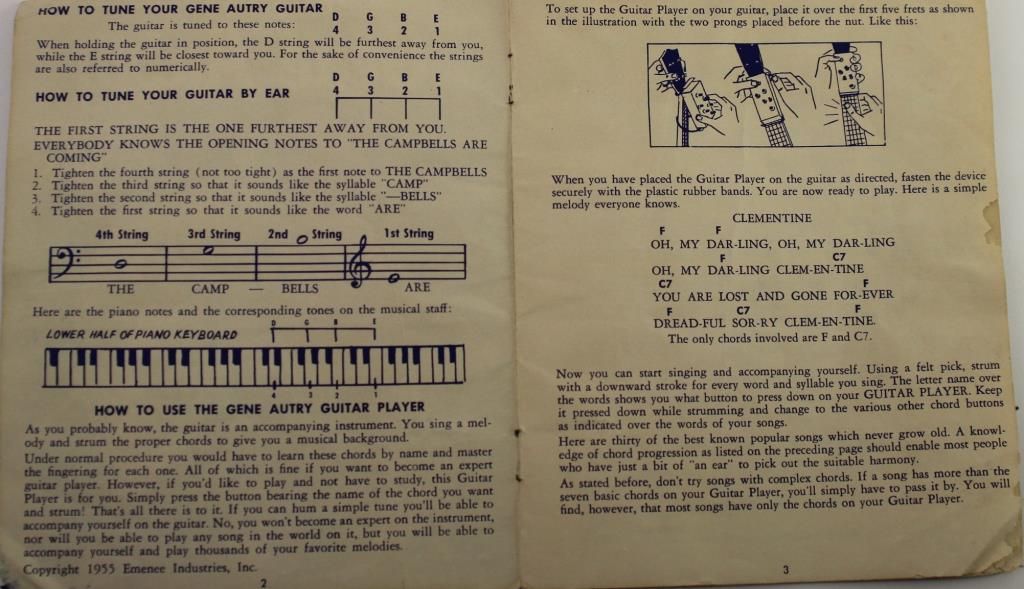 HOW TO TUNE YOUR GENE AUTRY GUITAR
The guitar is tuned to these notes:
D G B E
4 3 2 1
When holding the guitar in position, the D string will be furthest away from you,
while the E string will be closest toward you. For the sake of convenience the strings
are also referred to numerically.
HOW TO TUNE YOUR GUITAR BY EAR
D G B E
4 3 2 1
THE FIRST STRING IS THE ONE FURTHEST AWAY FROM YOU.
EVERYBODY KNOWS THE OPENING NOTES TO "THE CAMPBELLS ARE
COMING"
1. Tighten the fourth string (not too tight) as the first note to THE CAMPBELLS
2. Tighten the third string so that it sounds like the syllable "CAMP"
3. Tighten the second string so that it sounds like the syllable "—BELLS"
4. Tighten the first string so that it sounds like the word "ARE"
4th String 3rd String 2nd String 1st String
THE CAMP — BELLS ARE
Here are the piano notes and the corresponding tones on the musical staff:
LOWER HALF OF PIANO KEYBOARD
D G B E
4 3 2 1
HOW TO USE THE GENE AUTRY GUITAR PLAYER
As you probably know, the guitar is an accompanying instrument. You sing a mel-
ody and strum the proper chords to give you a musical background.
Under normal procedure you would have to learn these chords by name and master
the fingering for each one. All of which is fine if you want to become an expert
guitar player. However, if you'd like to play and not have to study, this Guitar
Player is for you. Simply press the button bearing the name of the chord you want
and strum! That's all there is to it. If you can hum a simple tune you'll be able to
accompany yourself on the guitar. No, you won't become an expert on the instrument,
nor will you be able to play any song in the world on it, but you will be able to
accompany yourself and play thousands of your favorite melodies.
Copyright 1955 Emenee Industries, Inc.
2
To set up the Guitar Player on your guitar, place it over the first five frets as shown
in the illustration with the two prongs placed before the nut. Like this:
When you have placed the Guitar Player on the guitar as directed, fasten the device
securely with the plastic rubber bands. You are now ready to play. Here is a simple
melody everyone knows.
CLEMENTINE
F F
OH, MY DAR-LING, OH, MY DAR-LING
F C7
OH, MY DAR-LING CLEM-EN-TINE
C7 F
YOU ARE LOST AND GONE FOR-EVER
F C7 F
DREAD-FUL SOR-RY CLEM-EN-TINE.
The only chords involved are F and C7.
Now you can start singing and accompanying yourself. Using a felt pick, strum
with a downward stroke for every word and syllable you sing. The letter name over
the words shows you what button to press down on your GUITAR PLAYER. Keep
it pressed down while strumming and change to the various other chord buttons
as indicated over the words of your songs.
Here are thirty of the best known popular songs which never grow old. A knowl-
edge of chord progression as listed on the preceding page should enable most people
who have just a bit of "an ear" to pick out the suitable harmony.
As stated before, don't try songs with complex chords. If a song has more than the
seven basic chords on your Guitar Player, you'll simply have to pass it by. You will
find, however, that most songs have only the chords on your Guitar Player.
3